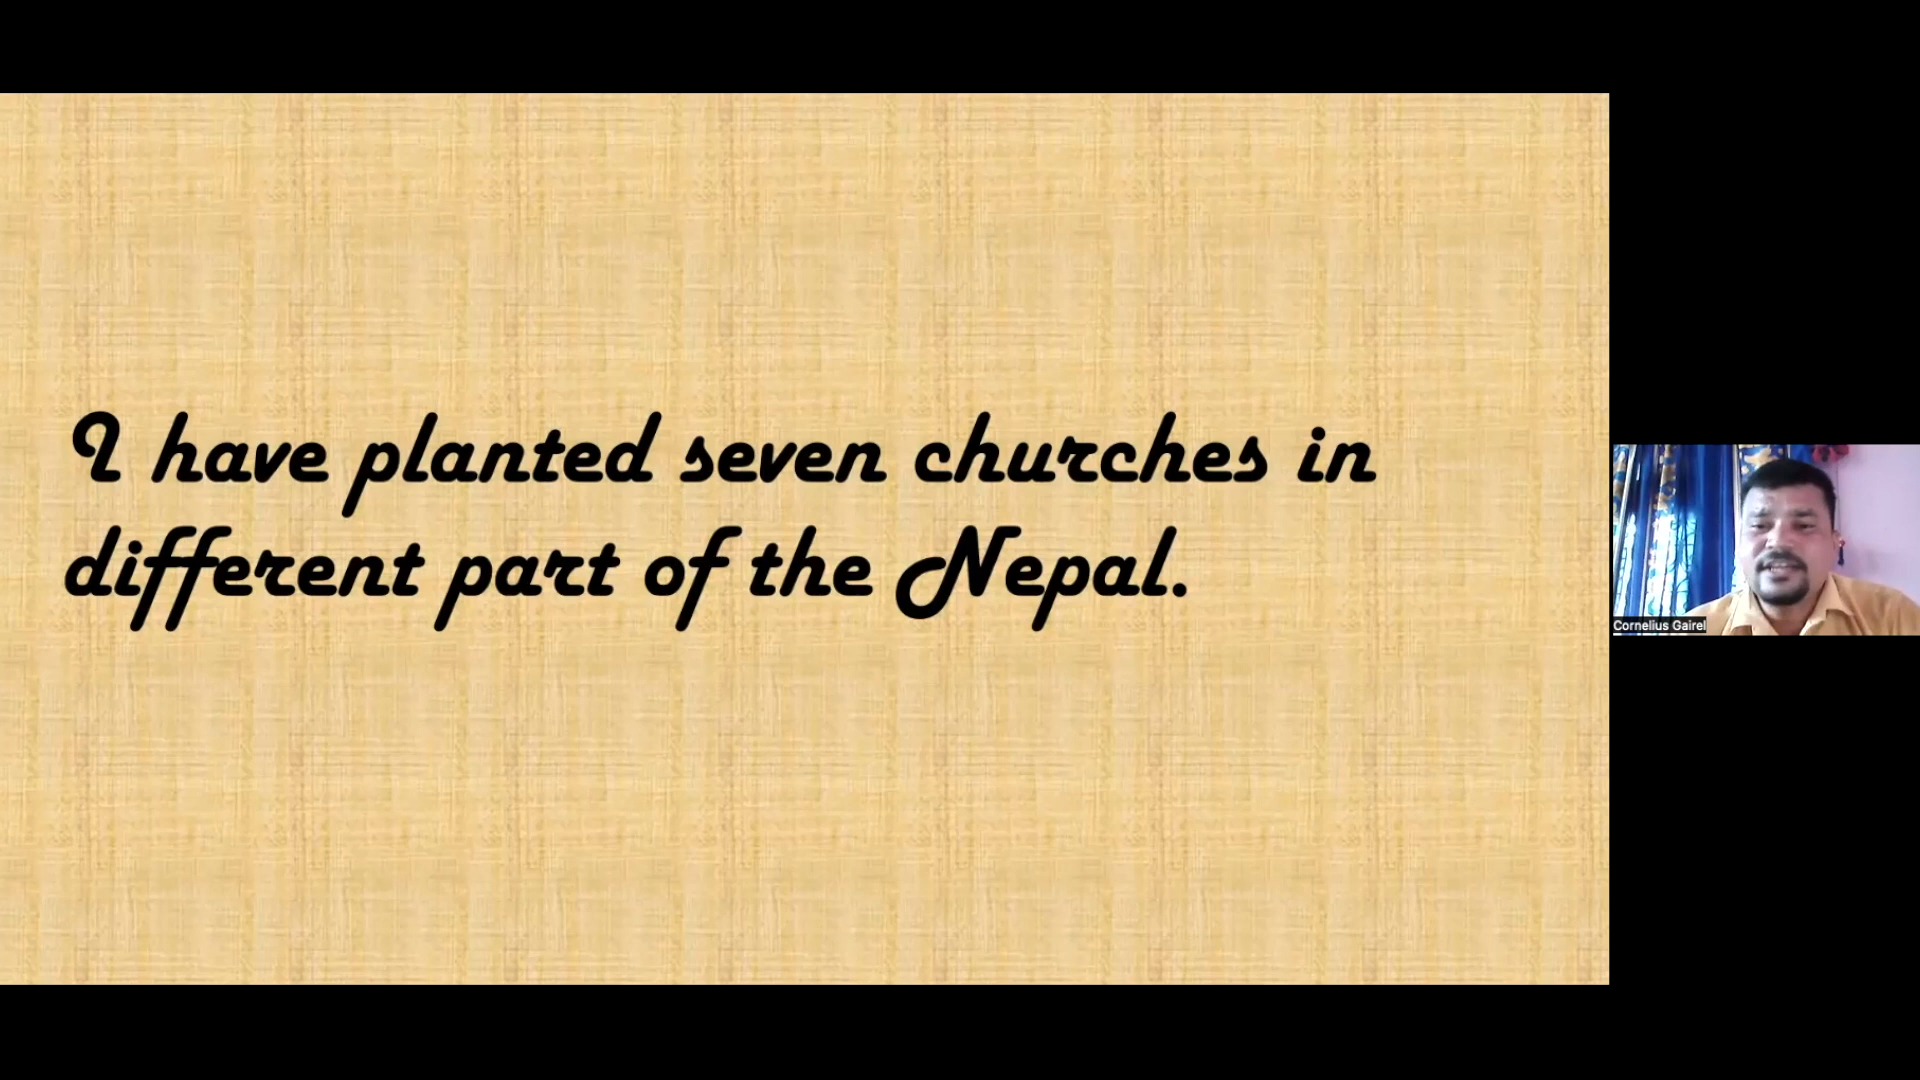 I have planted seven churches in
different part of the Nepal.
Cornelius Gairel